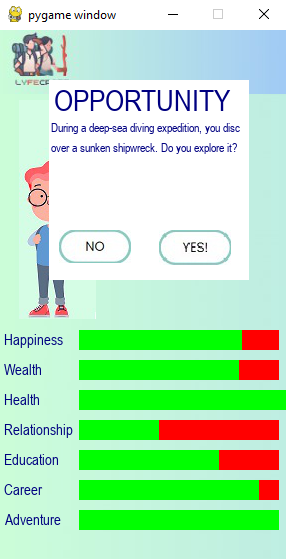 pygame window
OPPORTUNITY
During a deep-sea diving expedition, you disc
over a sunken shipwreck. Do you explore it?
NO
YES!
Happiness
Wealth
Health
Relationship
Education
Career
Adventure